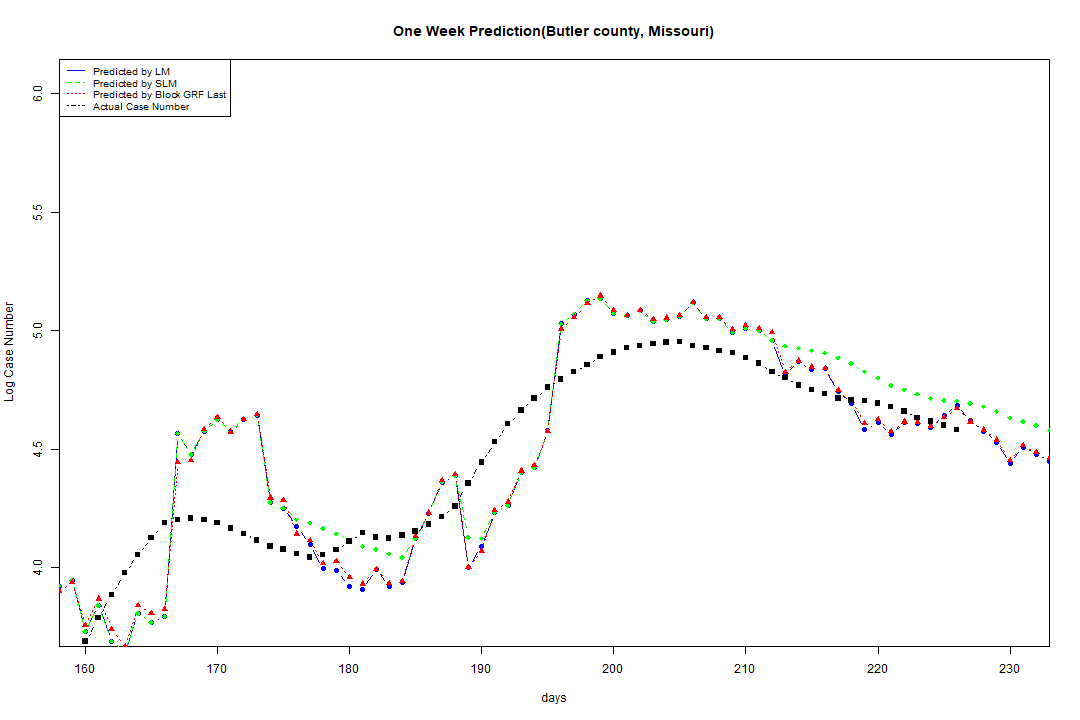 One Week Prediction(Butler county, Missouri)
Predicted by LM
Predicted by SLM
Predicted by Block GRF Last
Actual Case Number
6.0
5.5
5.0
4.5
4.0
Log Case Number
160 170 180 190 200 210 220 230
days